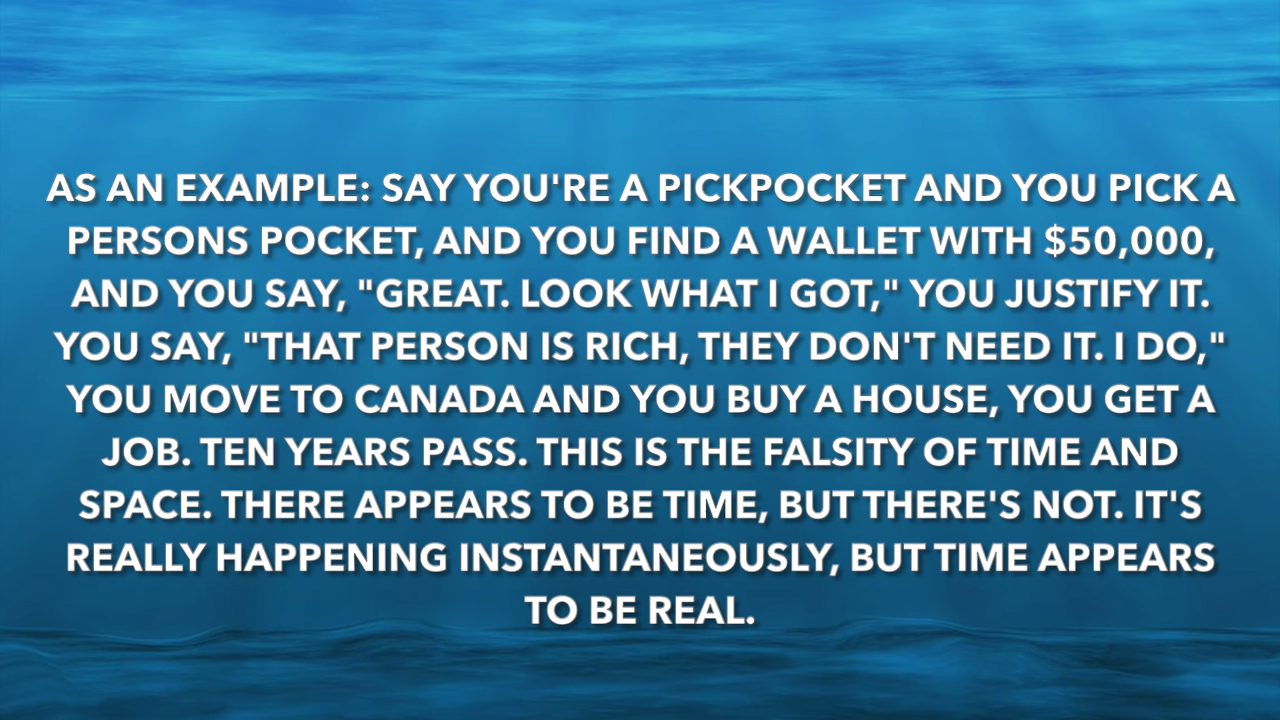 AS AN EXAMPLE: SAY YOU'RE A PICKPOCKET AND YOU PICK A
PERSONS POCKET, AND YOU FIND A WALLET WITH $50,000,
AND YOU SAY, "GREAT. LOOK WHAT I GOT," YOU JUSTIFY IT.
YOU SAY, "THAT PERSON IS RICH, THEY DON'T NEED IT. I DO,"
YOU MOVE TO CANADA AND YOU BUY A HOUSE, YOU GET A
JOB. TEN YEARS PASS. THIS IS THE FALSITY OF TIME AND
SPACE. THERE APPEARS TO BE TIME, BUT THERE'S NOT. IT'S
REALLY HAPPENING INSTANTANEOUSLY, BUT TIME APPEARS
TO BE REAL.